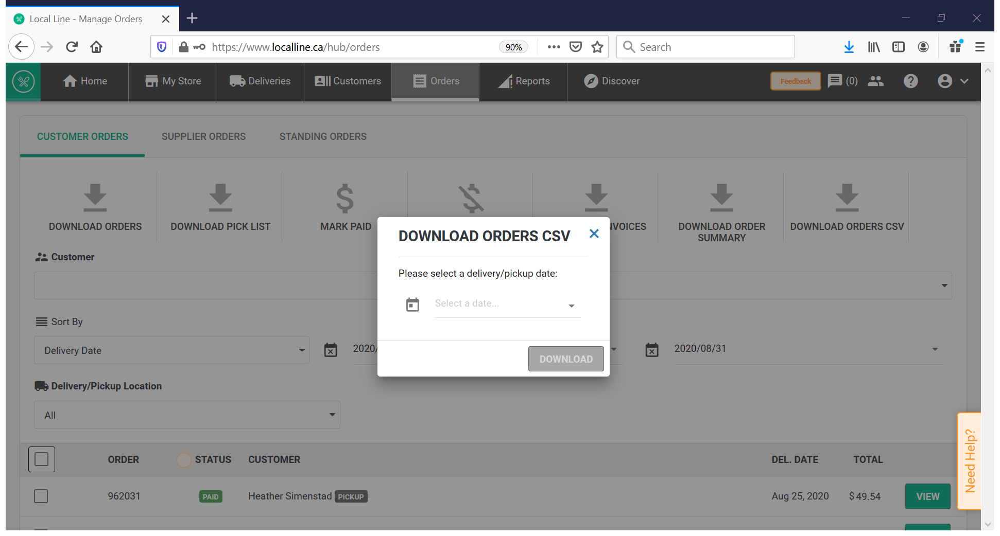 Local Line - Manage Orders
https://www.localline.ca/hub/orders
90%
Search
Home
My Store
Deliveries
Customers
Orders
Reports
Discover
Feedback
(0)
CUSTOMER ORDERS
SUPPLIER ORDERS
STANDING ORDERS
DOWNLOAD ORDERS
DOWNLOAD PICK LIST
MARK PAID
NVOICES
DOWNLOAD ORDER
SUMMARY
DOWNLOAD ORDERS CSV
Customer
Sort By
Delivery Date
2020/
2020/08/31
Delivery/Pickup Location
All
DOWNLOAD ORDERS CSV
Please select a delivery/pickup date:
Select a date...
DOWNLOAD
Need Help?
ORDER
STATUS
CUSTOMER
DEL. DATE
TOTAL
962031
PAID
Heather Simenstad PICKUP
Aug 25, 2020
$ 49.54
VIEW